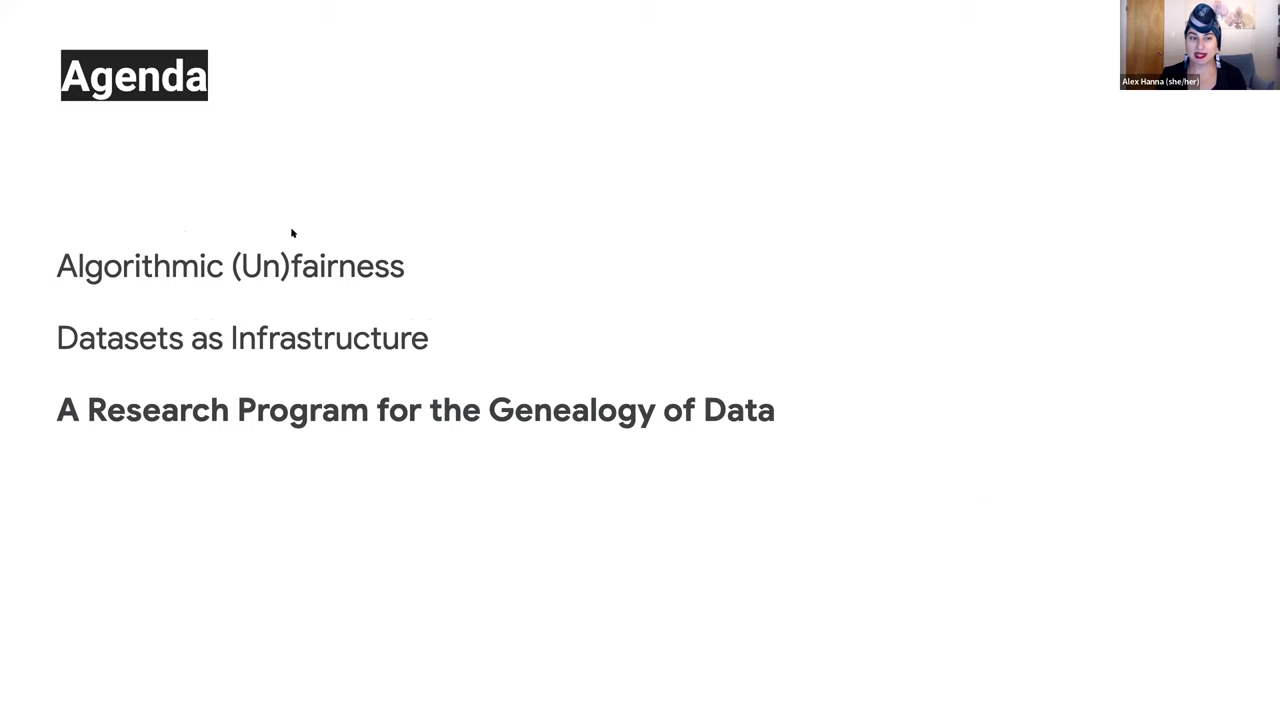 Agenda
Alex Hanna (she/her)
Algorithmic (Un)fairness
Datasets as Infrastructure
A Research Program for the Genealogy of Data